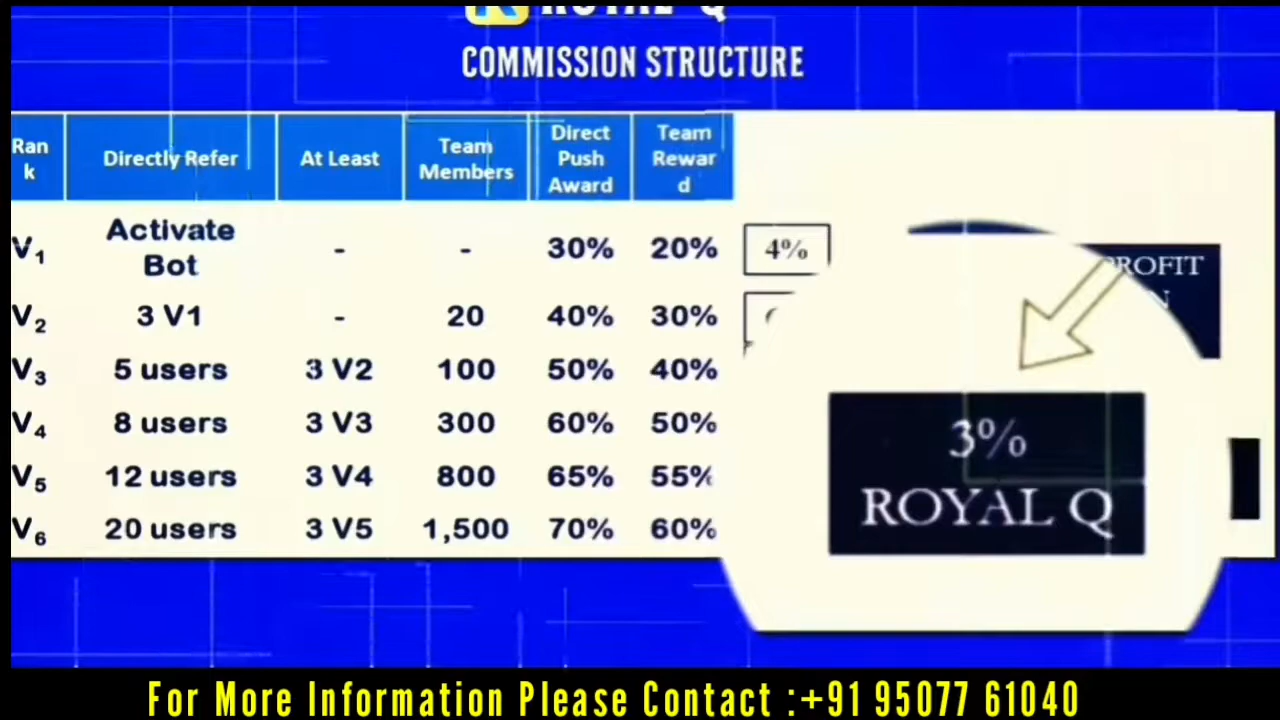 ROYAL Q
COMMISSION STRUCTURE
Ran
k
Directly Refer
At Least
Team
Members
Direct
Push
Award
Team
Rewar
d
V1
Activate
Bot
-
-
30%
20%
4%
V2
3 V1
-
20
40%
30%
V3
5 users
3 V2
100
50%
40%
V4
8 users
3 V3
300
60%
50%
V5
12 users
3 V4
800
65%
55%
V6
20 users
3 V5
1,500
70%
60%
PROFIT
3%
ROYAL Q
For More Information Please Contact :+91 95077 61040